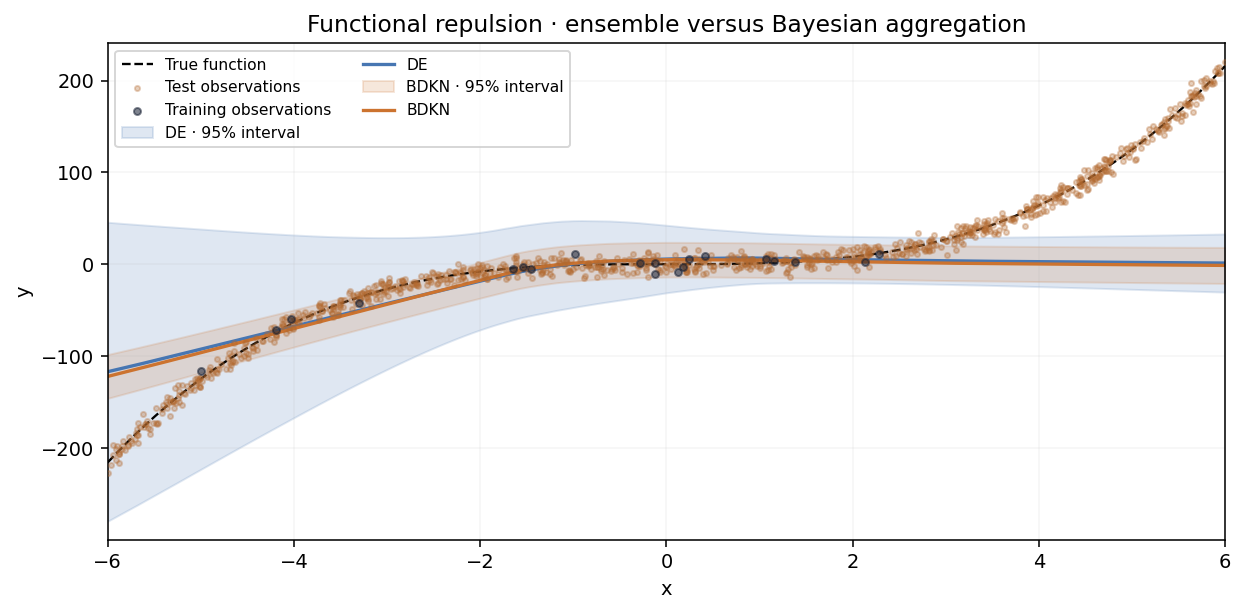 Functional repulsion · ensemble versus Bayesian aggregation
True function
Test observations
Training observations
DE · 95% interval
DE
BDKN · 95% interval
BDKN
y
200
100
0
−100
−200
−6
−4
−2
0
2
4
6
x